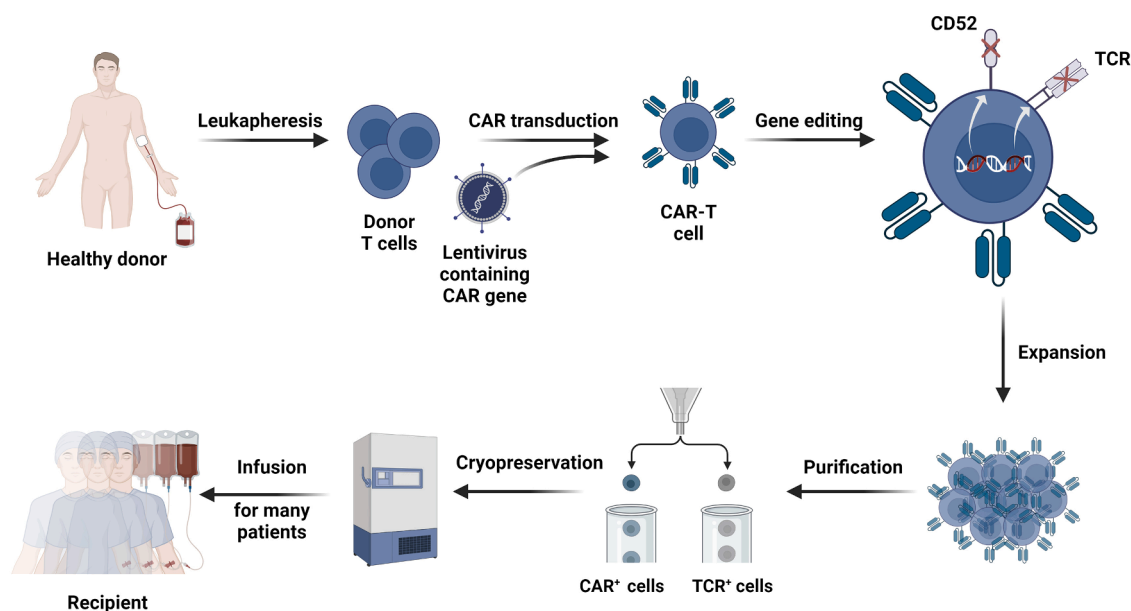 CD52
TCR
Leukapheresis
CAR transduction
Gene editing
Healthy donor
Donor
T cells
Lentivirus
containing
CAR gene
CAR-T
cell
Expansion
Purification
CAR⁺ cells
TCR⁺ cells
Cryopreservation
Infusion
for many
patients
Recipient